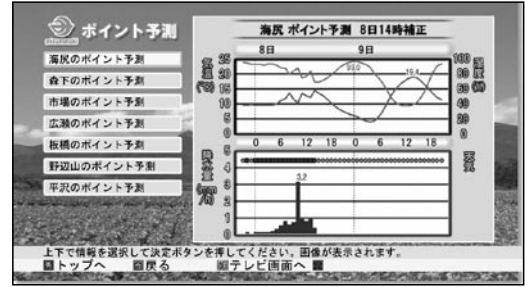 ポイント予測
海尻のポイント予測
森下のポイント予測
市場のポイント予測
広瀬のポイント予測
板橋のポイント予測
野辺山のポイント予測
平沢のポイント予測
海尻 ポイント予測 8日14時補正
8日 9日
気温(℃)
25
20
15
10
5
0
100
80
60
40
20
0
湿度(%)
93.0
19.4
0 6 12 18 0 6 12 18
降水量(mm/h)
5
4
3
2
1
0
天気
3.2
上下で情報を選択して決定ボタンを押してください。画像が表示されます。
トップへ 戻る テレビ画面へ